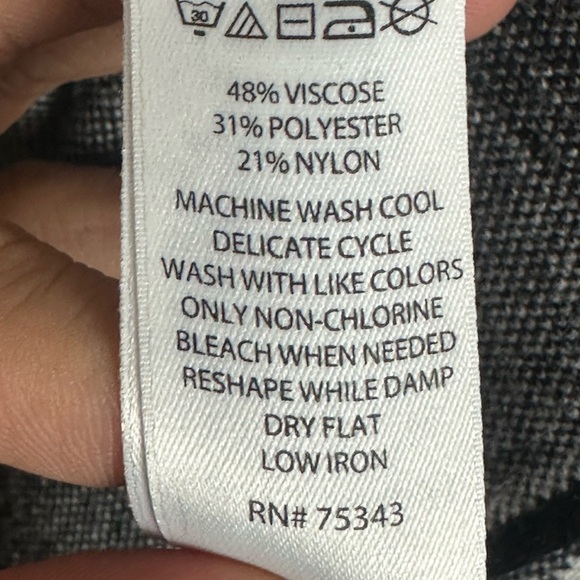 30
48% VISCOSE
31% POLYESTER
21% NYLON
MACHINE WASH COOL
DELICATE CYCLE
WASH WITH LIKE COLORS
ONLY NON-CHLORINE
BLEACH WHEN NEEDED
RESHAPE WHILE DAMP
DRY FLAT
LOW IRON
RN# 75343